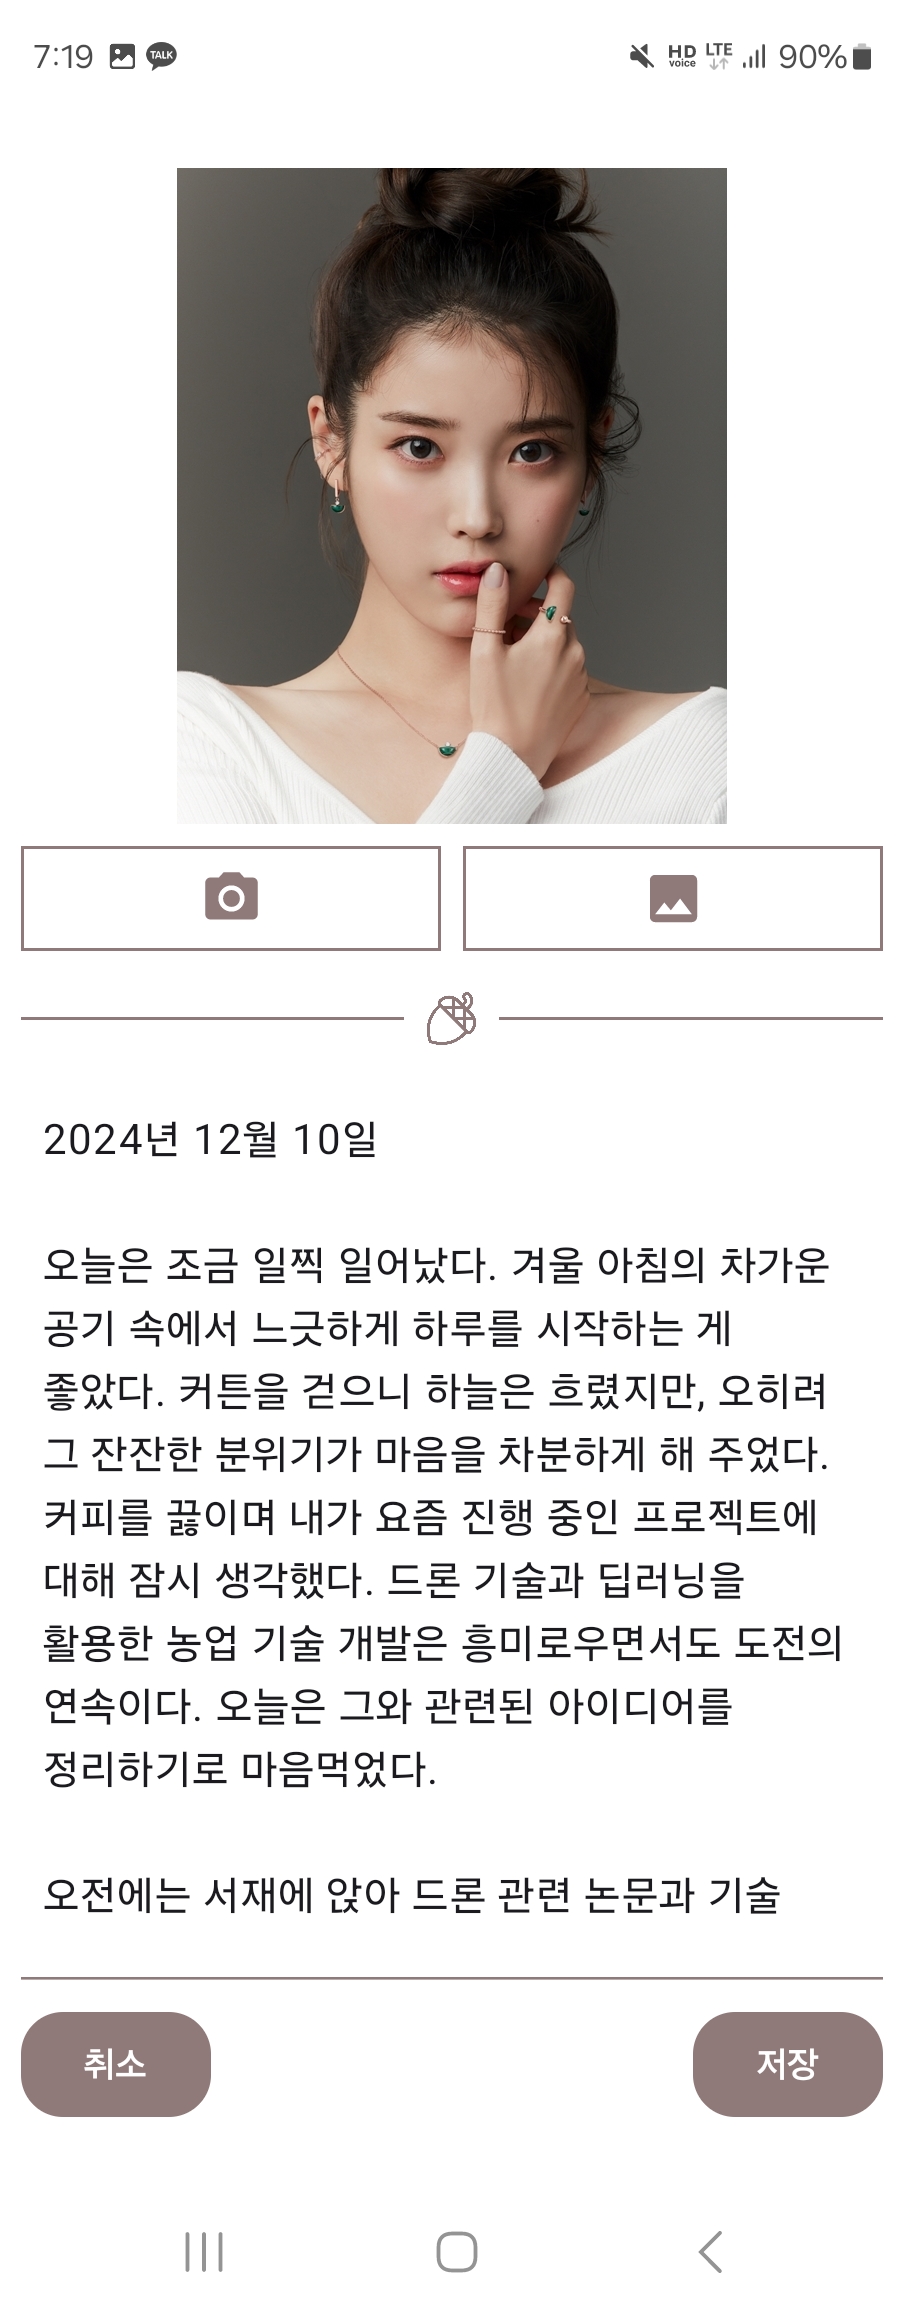 7:19 TALK HD voice LTE 90%
2024년 12월 10일
오늘은 조금 일찍 일어났다. 겨울 아침의 차가운
공기 속에서 느긋하게 하루를 시작하는 게
좋았다. 커튼을 걷으니 하늘은 흐렸지만, 오히려
그 잔잔한 분위기가 마음을 차분하게 해 주었다.
커피를 끓이며 내가 요즘 진행 중인 프로젝트에
대해 잠시 생각했다. 드론 기술과 딥러닝을
활용한 농업 기술 개발은 흥미로우면서도 도전의
연속이다. 오늘은 그와 관련된 아이디어를
정리하기로 마음먹었다.
오전에는 서재에 앉아 드론 관련 논문과 기술
취소 저장